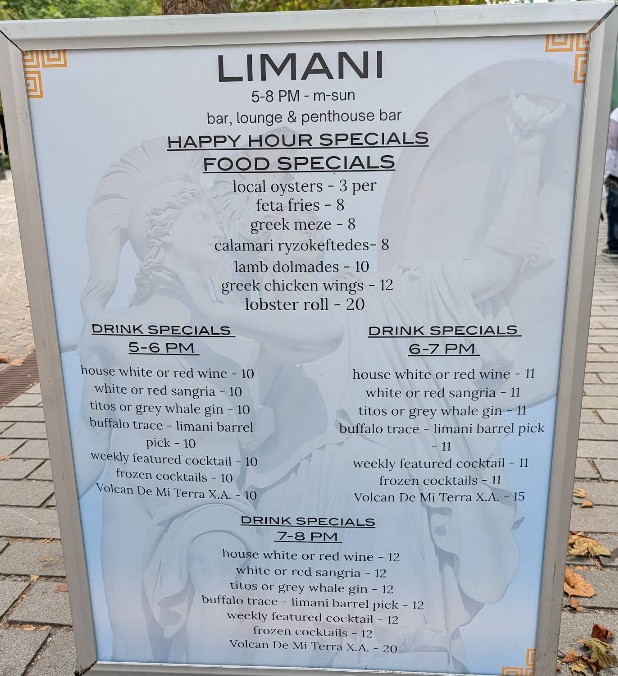 LIMANI
5-8 PM - m-sun
bar, lounge & penthouse bar
HAPPY HOUR SPECIALS
FOOD SPECIALS
local oysters - 3 per
feta fries - 8
greek meze - 8
calamari ryzokeftedes- 8
lamb dolmades - 10
greek chicken wings - 12
lobster roll - 20
DRINK SPECIALS
5-6 PM
house white or red wine - 10
white or red sangria - 10
titos or grey whale gin - 10
buffalo trace - limani barrel
pick - 10
weekly featured cocktail - 10
frozen cocktails - 10
Volcan De Mi Terra X.A. - 10
DRINK SPECIALS
6-7 PM
house white or red wine - 11
white or red sangria - 11
titos or grey whale gin - 11
buffalo trace - limani barrel pick
- 11
weekly featured cocktail - 11
frozen cocktails - 11
Volcan De Mi Terra X.A. - 15
DRINK SPECIALS
7-8 PM
house white or red wine - 12
white or red sangria - 12
titos or grey whale gin - 12
buffalo trace - limani barrel pick - 12
weekly featured cocktail - 12
frozen cocktails - 12
Volcan De Mi Terra X.A. - 20